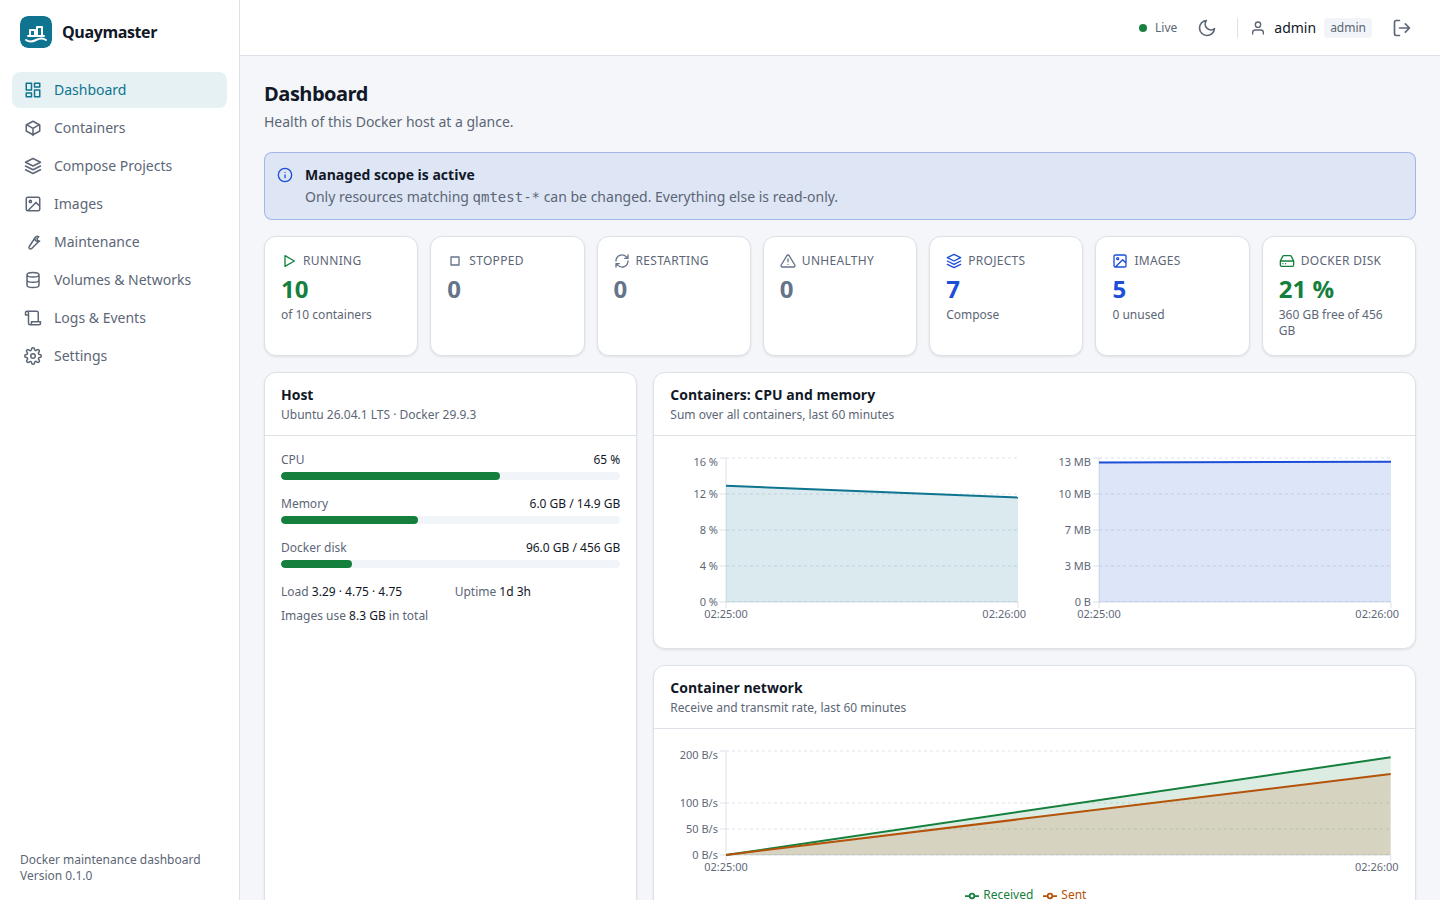 Quaymaster
Live
admin admin
Dashboard
Containers
Compose Projects
Images
Maintenance
Volumes & Networks
Logs & Events
Settings
Docker maintenance dashboard
Version 0.1.0
Dashboard
Health of this Docker host at a glance.
Managed scope is active
Only resources matching qmtest-* can be changed. Everything else is read-only.
RUNNING
10
of 10 containers
STOPPED
0
RESTARTING
0
UNHEALTHY
0
PROJECTS
7
Compose
IMAGES
5
0 unused
DOCKER DISK
21 %
360 GB free of 456
GB
Host
Ubuntu 26.04.1 LTS · Docker 29.9.3
CPU 65 %
Memory 6.0 GB / 14.9 GB
Docker disk 96.0 GB / 456 GB
Load 3.29 · 4.75 · 4.75 Uptime 1d 3h
Images use 8.3 GB in total
Containers: CPU and memory
Sum over all containers, last 60 minutes
16 %
12 %
8 %
4 %
0 %
02:25:00 02:26:00
13 MB
10 MB
7 MB
3 MB
0 B
02:25:00 02:26:00
Container network
Receive and transmit rate, last 60 minutes
200 B/s
100 B/s
50 B/s
0 B/s
02:25:00 02:26:00
Received Sent